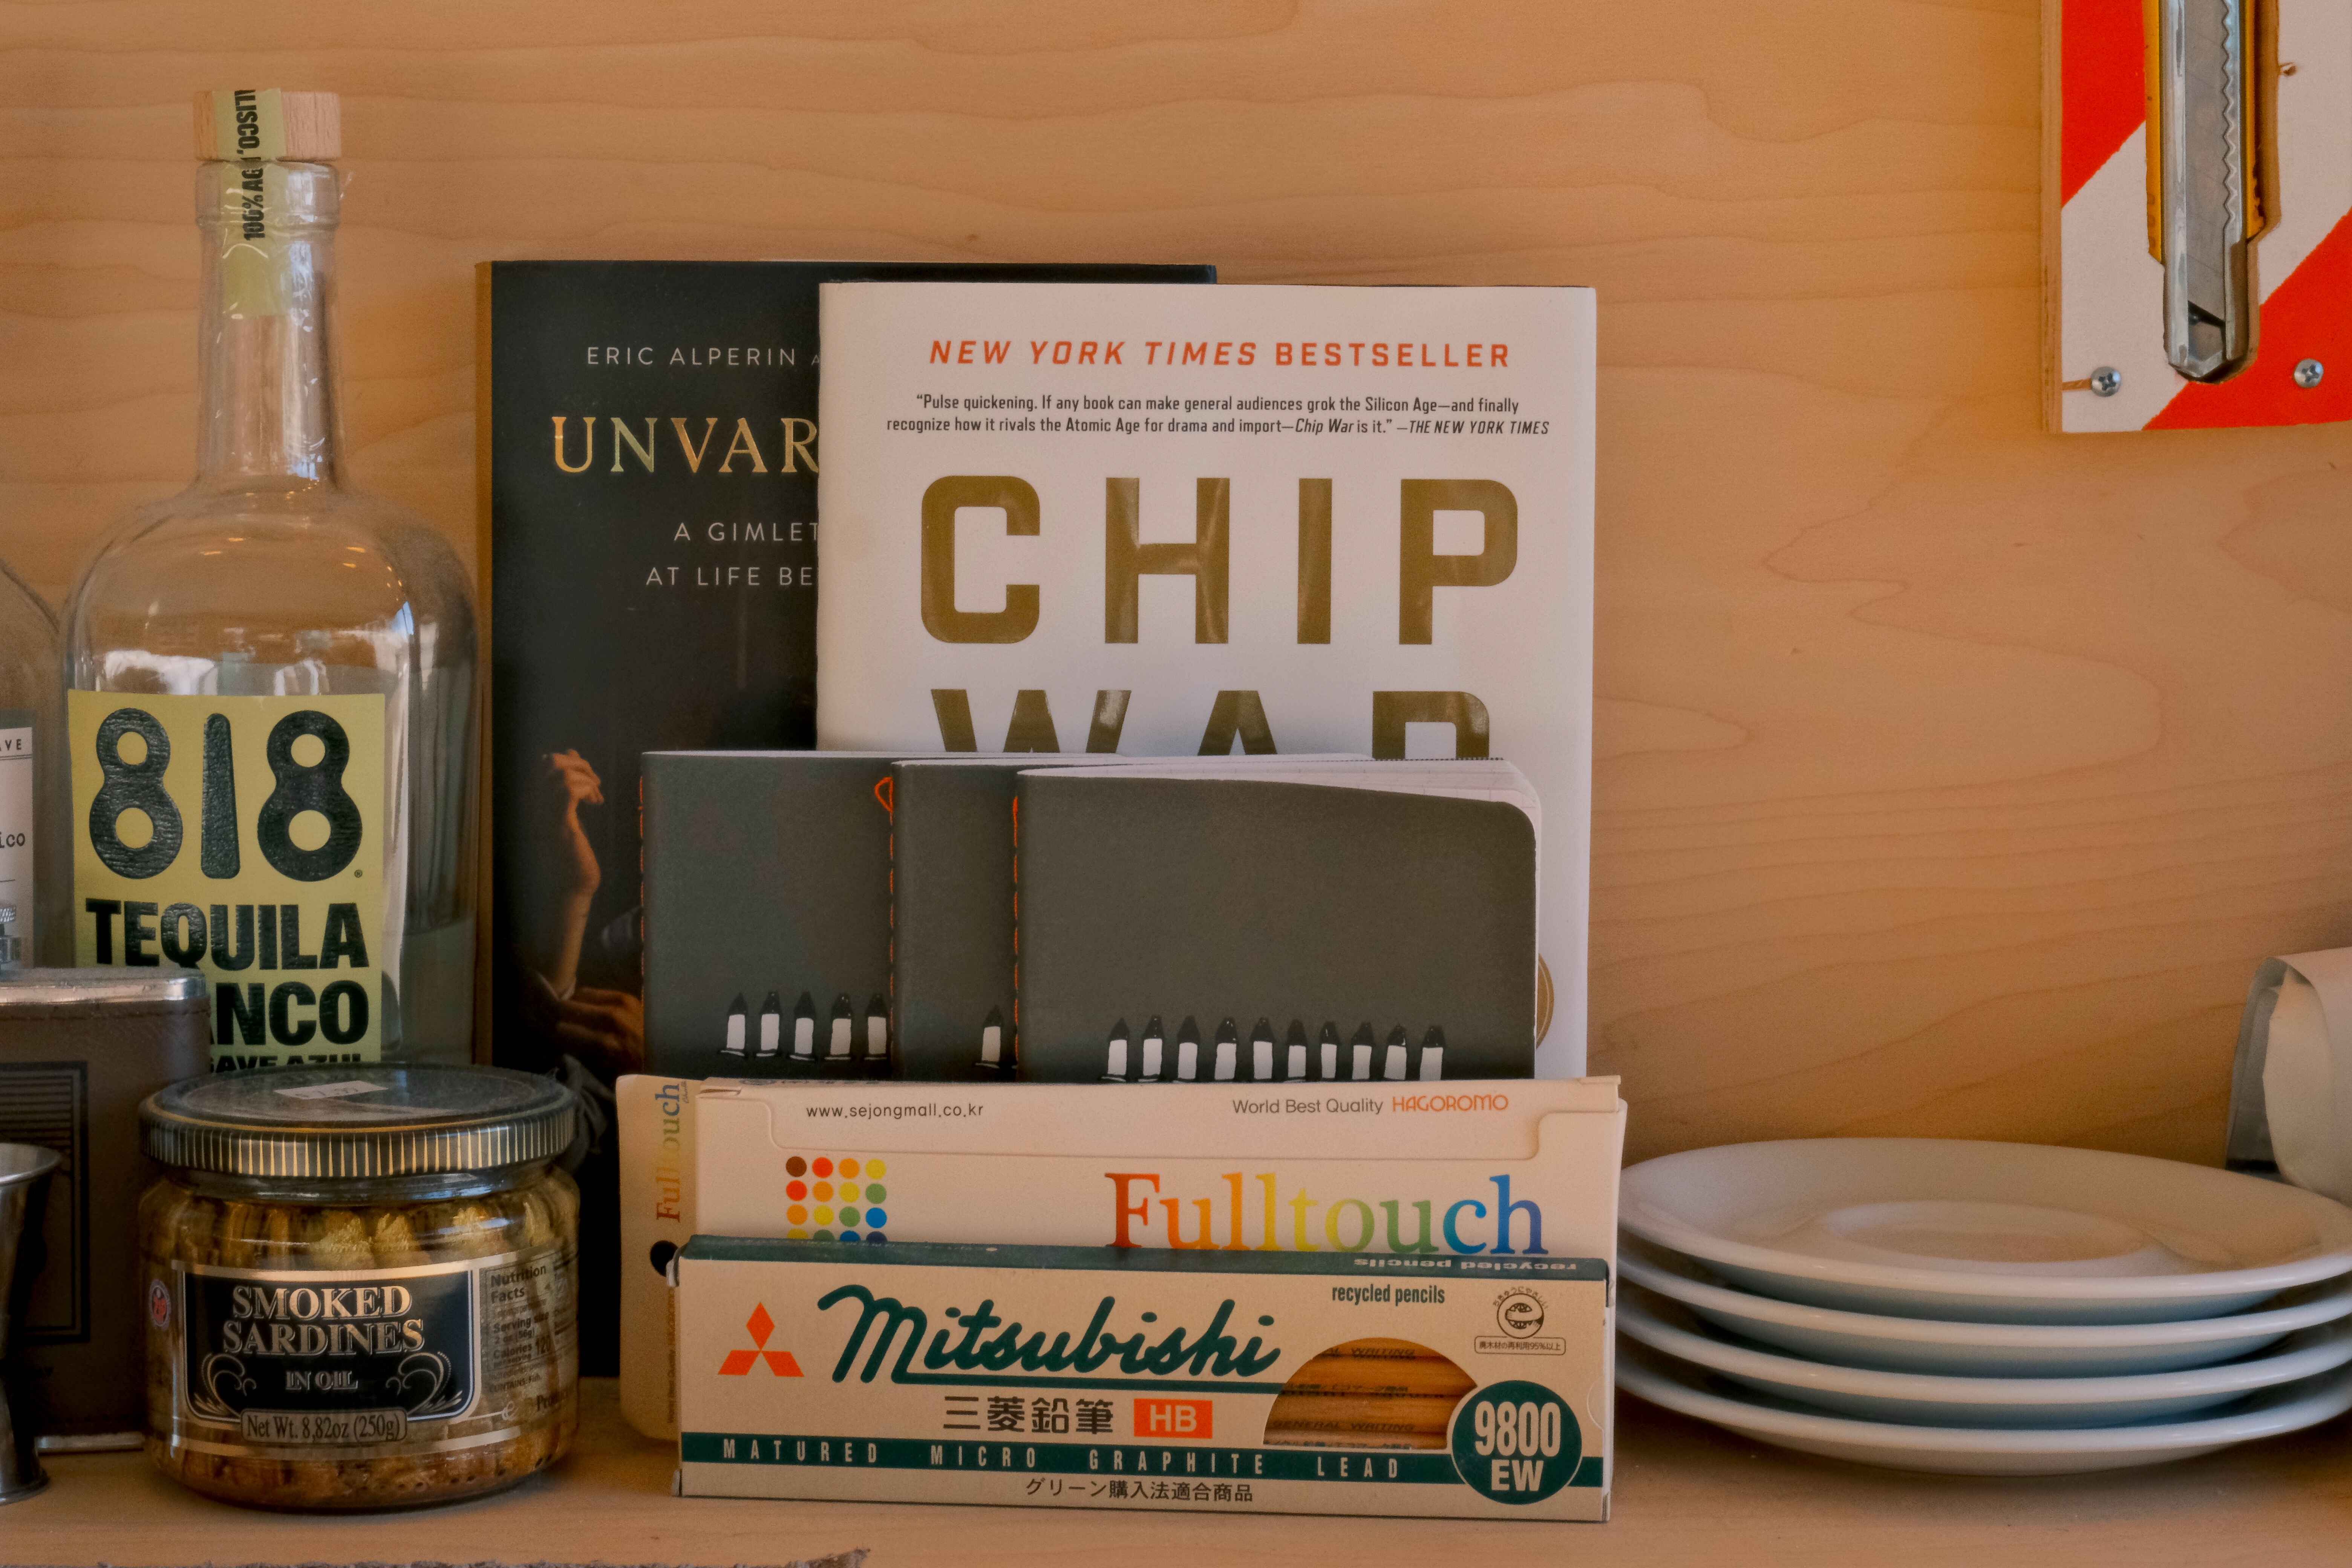 100% AG
818
TEQUILA
NCO
ERIC ALPERIN
UNVAR
A GIMLET
AT LIFE BE
NEW YORK TIMES BESTSELLER
“Pulse quickening. If any book can make general audiences grok the Silicon Age—and finally
recognize how it rivals the Atomic Age for drama and import—Chip War is it.” —THE NEW YORK TIMES
CHIP
WAR
SMOKED
SARDINES
IN OIL
Net Wt. 8,82oz (250g)
Nutrition
Facts
Fulltouch
www.sejongmall.co.kr
World Best Quality HAGOROMO
Fulltouch
recycled pencils
Mitsubishi
recycled pencils
三菱鉛筆 HB
GENERAL WRITING
9800
EW
MATURED MICRO GRAPHITE LEAD
グリーン購入法適合商品